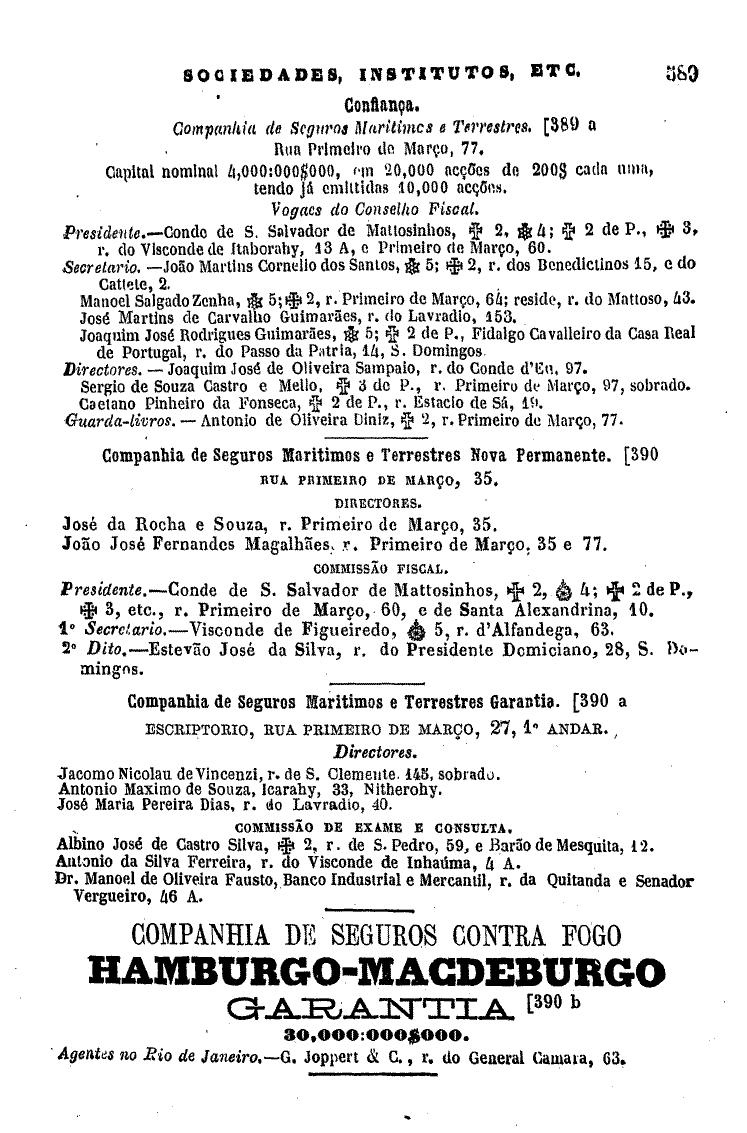 SOCIEDADES, INSTITUTOS, ETC. 589
Confiança.
Companhia de Seguros Maritimos e Terrestres. [389 a
Rua Primeiro de Março, 77.
Capital nominal 4,000:000$000, em 20,000 acções de 200$ cada uma,
tendo já emittidas 10,000 acções.
Vogaes do Conselho Fiscal.
Presidente.—Conde de S. Salvador de Mattosinhos, ✠ 2, 4; ✠ 2 de P., ✠ 3,
r. do Visconde de Itaborahy, 13 A, e Primeiro de Março, 60.
Secretario. —João Martins Cornelio dos Santos, 5; ✠ 2, r. dos Benedictinos 15, e do
Cattete, 2.
Manoel Salgado Zenha, 5; ✠ 2, r. Primeiro de Março, 64; reside, r. do Mattoso, 43.
José Martins de Carvalho Guimarães, r. do Lavradio, 153.
Joaquim José Rodrigues Guimarães, 5; ✠ 2 de P., Fidalgo Cavalleiro da Casa Real
de Portugal, r. do Passo da Patria, 14, S. Domingos.
Directores. — Joaquim José de Oliveira Sampaio, r. do Conde d'Eu, 97.
Sergio de Souza Castro e Mello, ✠ 3 de P., r. Primeiro de Março, 97, sobrado.
Caetano Pinheiro da Fonseca, ✠ 2 de P., r. Estacio de Sá, 19.
Guarda-livros. — Antonio de Oliveira Diniz, ✠ 2, r. Primeiro de Março, 77.
Companhia de Seguros Maritimos e Terrestres Nova Permanente. [390
RUA PRIMEIRO DE MARÇO, 35.
DIRECTORES.
José da Rocha e Souza, r. Primeiro de Março, 35.
João José Fernandes Magalhães, r. Primeiro de Março, 35 e 77.
COMMISSÃO FISCAL.
Presidente.—Conde de S. Salvador de Mattosinhos, ✠ 2, 4; ✠ 2 de P.,
✠ 3, etc., r. Primeiro de Março, 60, e de Santa Alexandrina, 10.
1º Secretario.—Visconde de Figueiredo, 5, r. d'Alfandega, 63.
2º Dito.—Estevão José da Silva, r. do Presidente Domiciano, 28, S. Do-
mingos.
Companhia de Seguros Maritimos e Terrestres Garantia. [390 a
ESCRIPTORIO, RUA PRIMEIRO DE MARÇO, 27, 1º ANDAR.
Directores.
Jacomo Nicolau de Vincenzi, r. de S. Clemente, 145, sobrado.
Antonio Maximo de Souza, Icarahy, 33, Nitherohy.
José Maria Pereira Dias, r. do Lavradio, 40.
COMMISSÃO DE EXAME E CONSULTA.
Albino José de Castro Silva, ✠ 2, r. de S. Pedro, 59, e Barão de Mesquita, 12.
Antonio da Silva Ferreira, r. do Visconde de Inhaúma, 4 A.
Dr. Manoel de Oliveira Fausto, Banco Industrial e Mercantil, r. da Quitanda e Senador
Vergueiro, 46 A.
COMPANHIA DE SEGUROS CONTRA FOGO
HAMBURGO-MACDEBURGO
GARANTIA [390 b
30,000:000$000.
Agentes no Rio de Janeiro.—G. Joppert & C., r. do General Camara, 63.